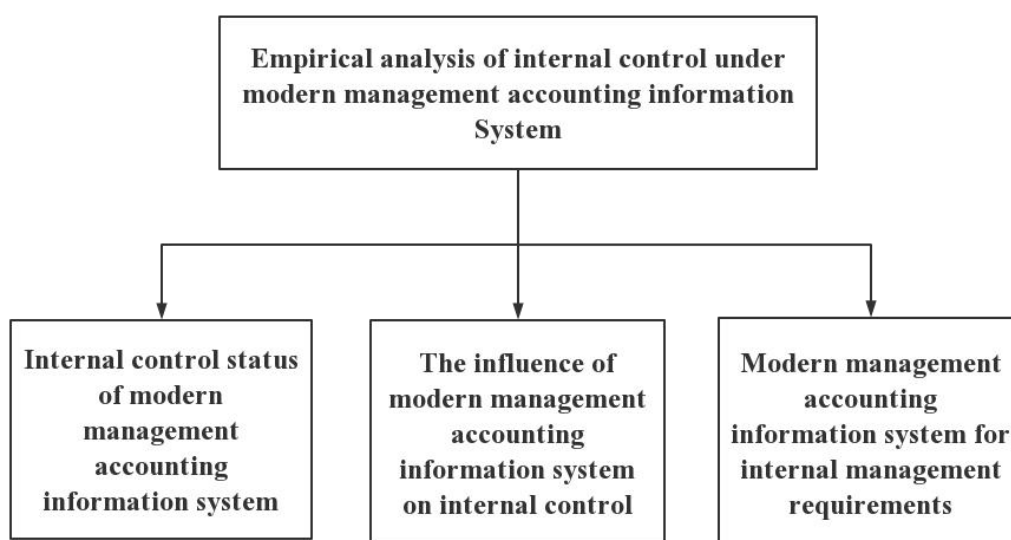 Empirical analysis of internal control under
modern management accounting information
System
Internal control status
of modern
management
accounting
information system
The influence of
modern management
accounting
information system
on internal control
Modern management
accounting
information system for
internal management
requirements